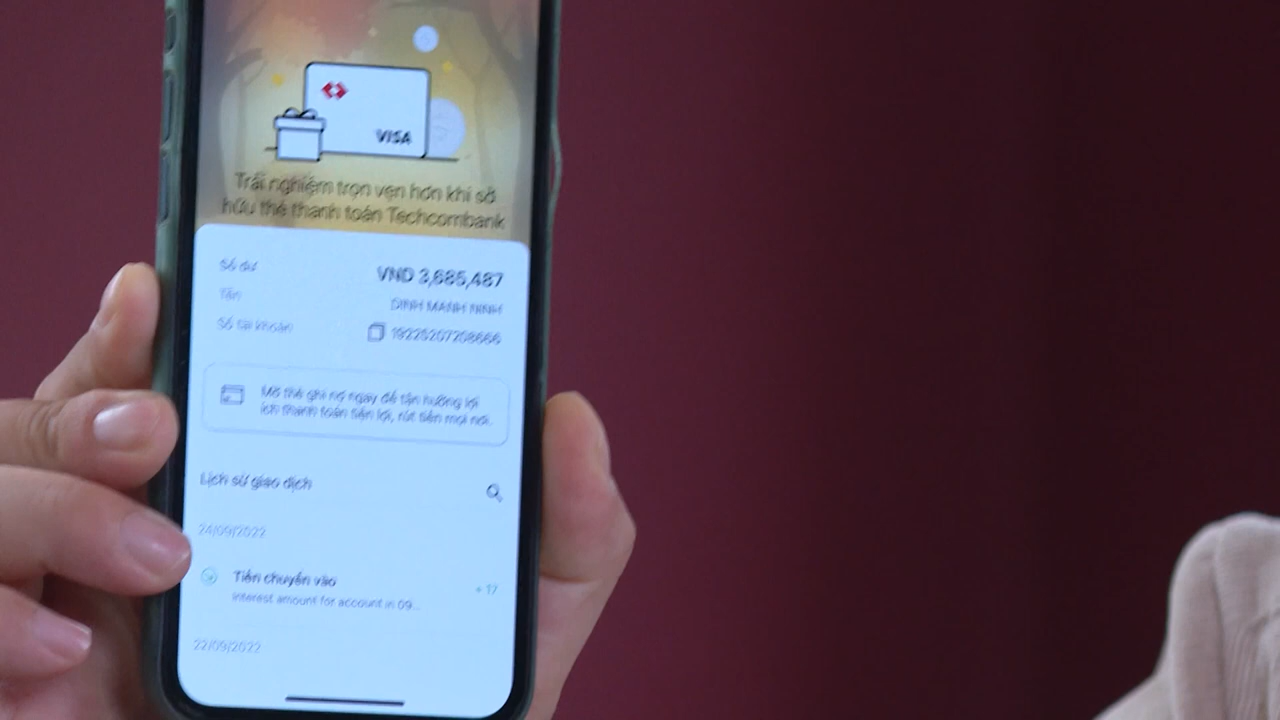 VISA
Trải nghiệm trọn vẹn hơn khi sở
hữu thẻ thanh toán Techcombank
Số dư
VND 3,685,487
Tên
DINH MANH NINH
Số tài khoản
19225207208666
Mở thẻ ghi nợ ngay để tận hưởng lợi
ích thanh toán tiện lợi, rút tiền mọi nơi.
Lịch sử giao dịch
24/09/2022
Tiền chuyển vào
+ 17
Interest amount for account in 09...
22/09/2022